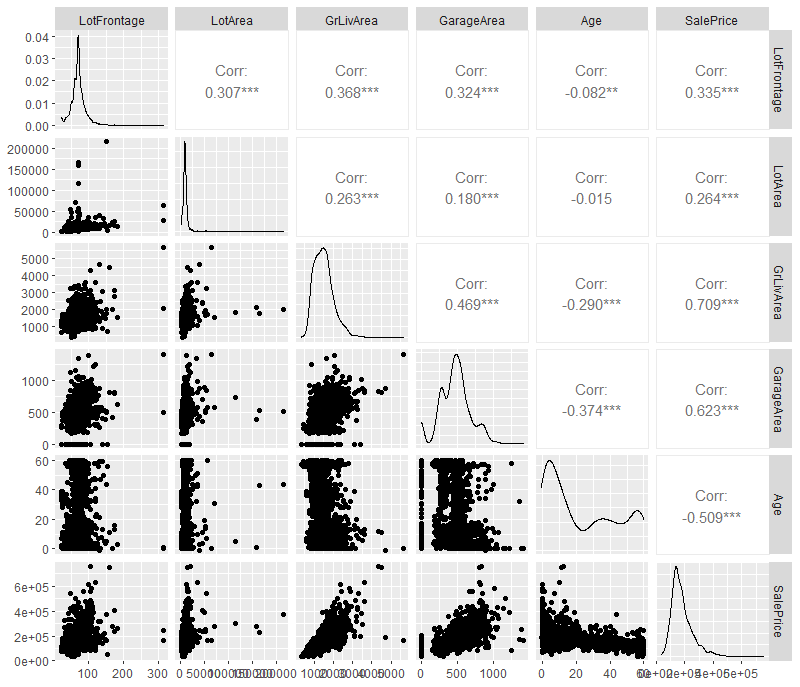 LotFrontage LotArea GrLivArea GarageArea Age SalePrice
0.04
0.03
0.02
0.01
0.00
Corr:
0.307***
Corr:
0.368***
Corr:
0.324***
Corr:
-0.082**
Corr:
0.335***
LotFrontage
200000
150000
100000
50000
0
Corr:
0.263***
Corr:
0.180***
Corr:
-0.015
Corr:
0.264***
LotArea
5000
4000
3000
2000
1000
Corr:
0.469***
Corr:
-0.290***
Corr:
0.709***
GrLivArea
1000
500
0
Corr:
-0.374***
Corr:
0.623***
GarageArea
60
40
20
0
Corr:
-0.509***
Age
6e+05
4e+05
2e+05
0e+00
SalePrice
100 200 300
0 50000 100000 150000 200000
1000 2000 3000 4000 5000
0 500 1000
0 20 40 60
0e+00 2e+05 4e+05 6e+05